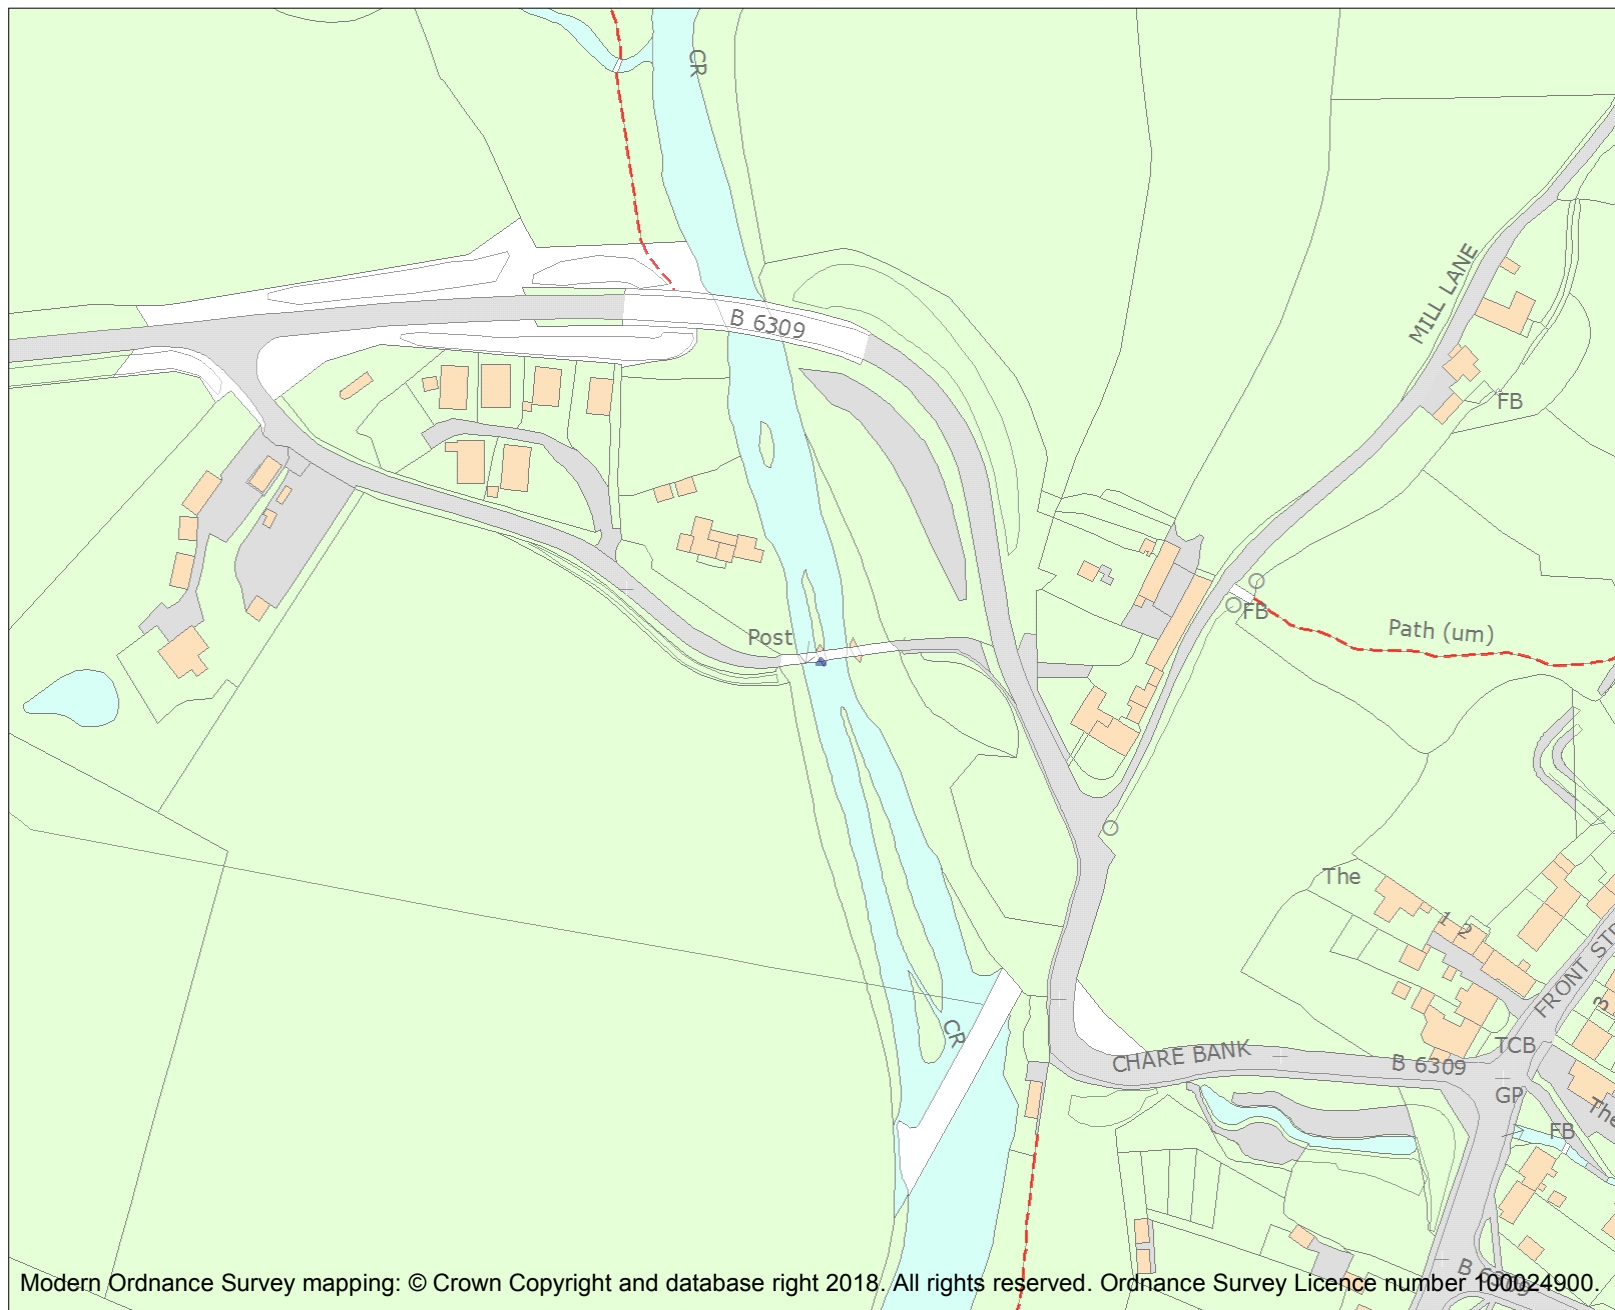 CR
B 6309
MILL LANE
FB
Post
FB
Path (um)
The
1
2
FRONT ST
3
CR
CHARE BANK
B 6309
TCB
GP
The
FB
B 6309
Modern Ordnance Survey mapping: © Crown Copyright and database right 2018. All rights reserved. Ordnance Survey Licence number 100024900.